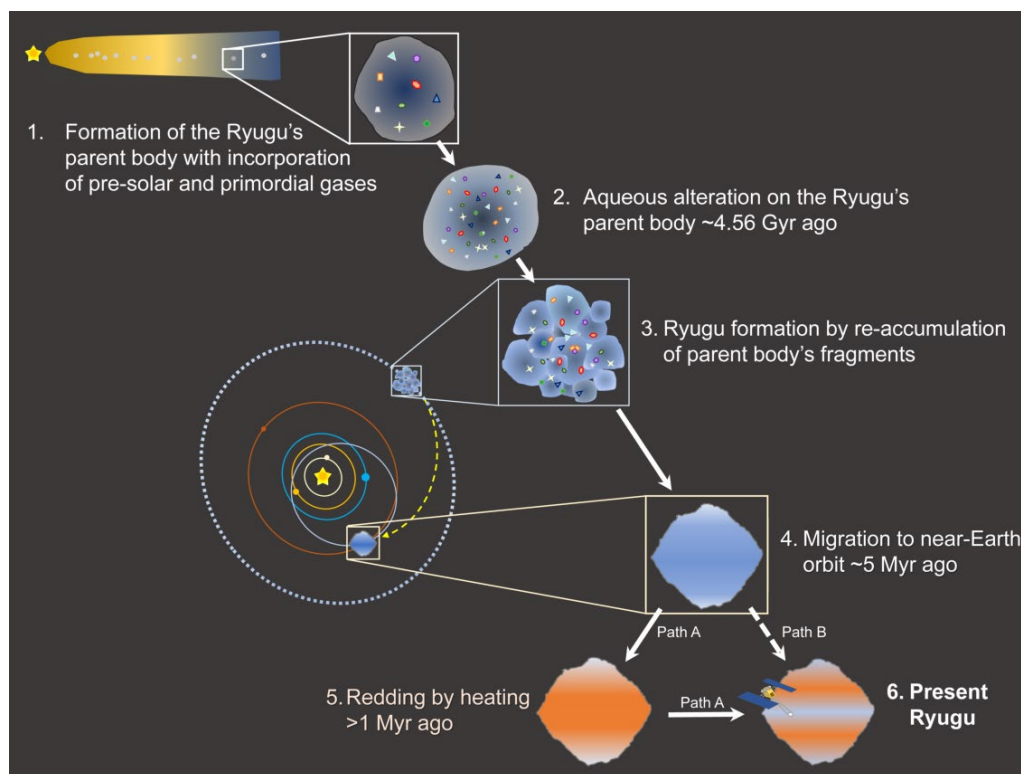 1. Formation of the Ryugu's
parent body with incorporation
of pre-solar and primordial gases
2. Aqueous alteration on the Ryugu's
parent body ~4.56 Gyr ago
3. Ryugu formation by re-accumulation
of parent body's fragments
4. Migration to near-Earth
orbit ~5 Myr ago
Path A
Path B
5. Redding by heating
>1 Myr ago
Path A
6. Present
Ryugu